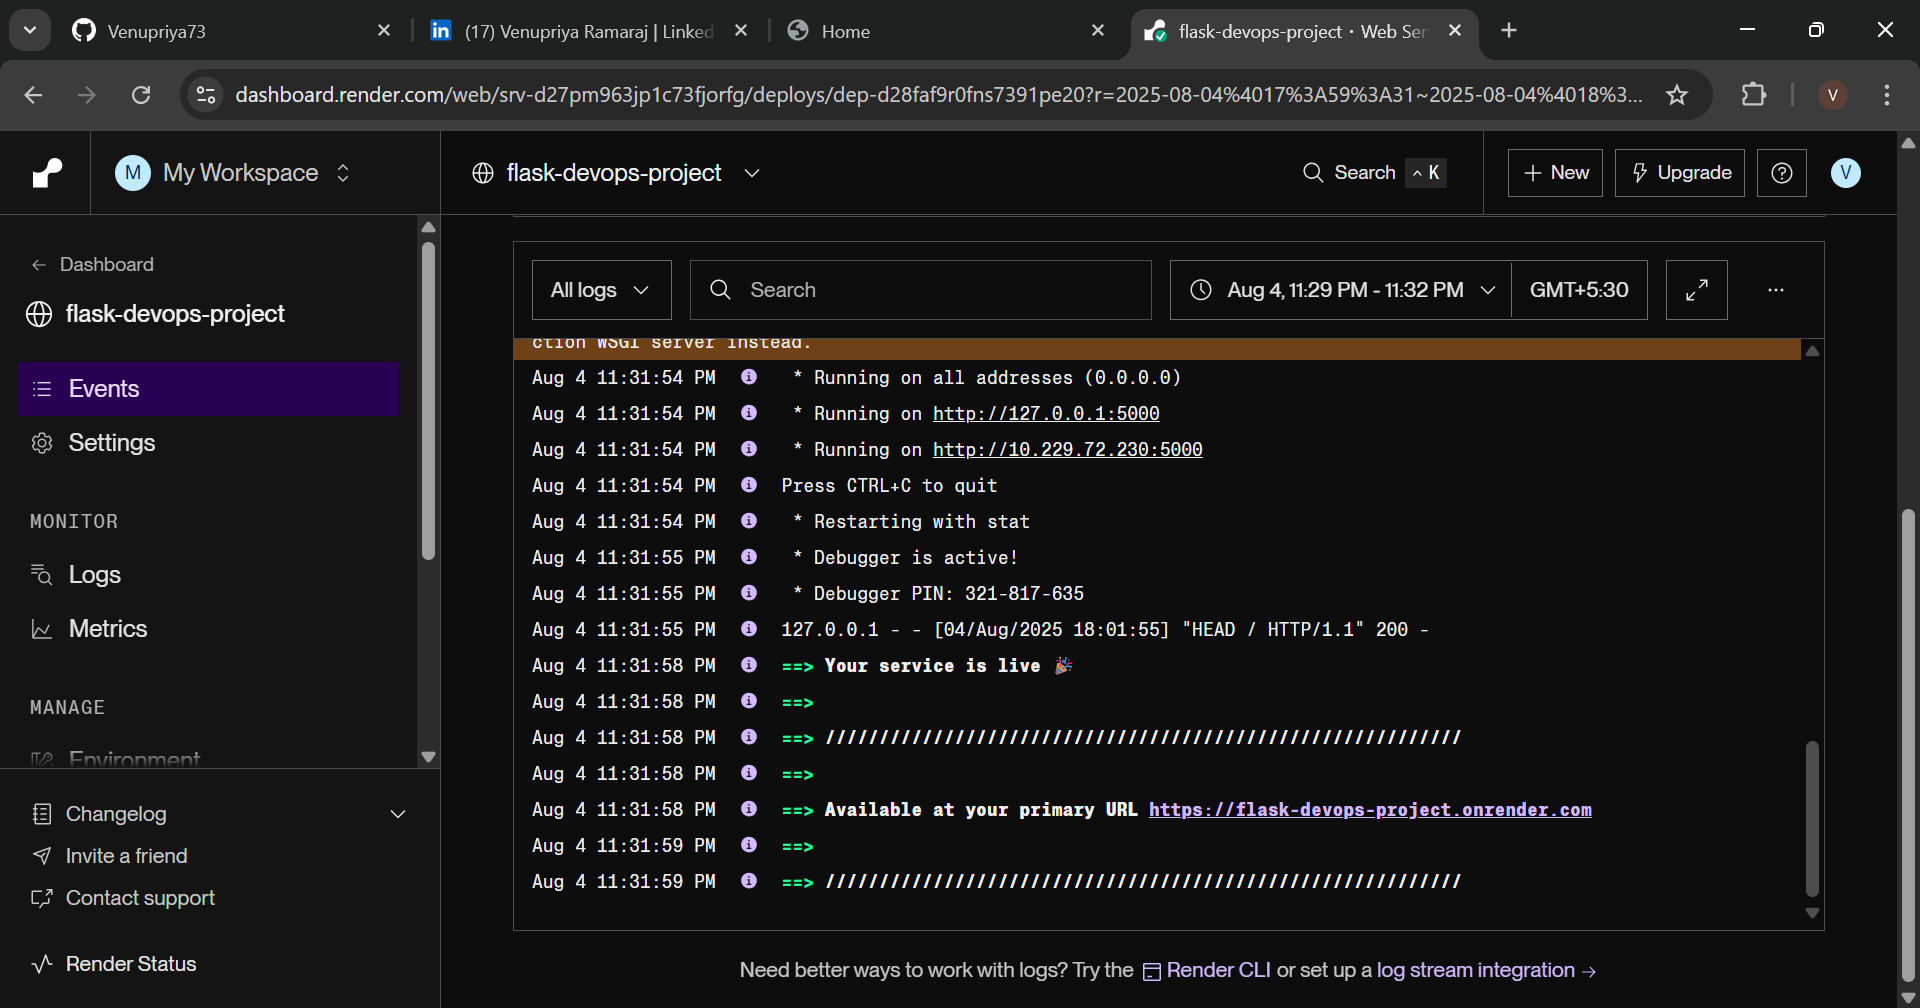 Venupriya73
(17) Venupriya Ramaraj | Linked
Home
flask-devops-project · Web Ser
dashboard.render.com/web/srv-d27pm963jp1c73fjorfg/deploys/dep-d28faf9r0fns7391pe20?r=2025-08-04%4017%3A59%3A31~2025-08-04%4018%3...
V
M My Workspace
flask-devops-project
Search ^ K
+ New
Upgrade
V
← Dashboard
flask-devops-project
Events
Settings
MONITOR
Logs
Metrics
MANAGE
Environment
Changelog
Invite a friend
Contact support
Render Status
All logs
Search
Aug 4, 11:29 PM - 11:32 PM
GMT+5:30
ction WSGI server instead.
Aug 4 11:31:54 PM * Running on all addresses (0.0.0.0)
Aug 4 11:31:54 PM * Running on http://127.0.0.1:5000
Aug 4 11:31:54 PM * Running on http://10.229.72.230:5000
Aug 4 11:31:54 PM Press CTRL+C to quit
Aug 4 11:31:54 PM * Restarting with stat
Aug 4 11:31:55 PM * Debugger is active!
Aug 4 11:31:55 PM * Debugger PIN: 321-817-635
Aug 4 11:31:55 PM 127.0.0.1 - - [04/Aug/2025 18:01:55] "HEAD / HTTP/1.1" 200 -
Aug 4 11:31:58 PM ==> Your service is live 🎉
Aug 4 11:31:58 PM ==>
Aug 4 11:31:58 PM ==> ///////////////////////////////////////////////////////////
Aug 4 11:31:58 PM ==>
Aug 4 11:31:58 PM ==> Available at your primary URL https://flask-devops-project.onrender.com
Aug 4 11:31:59 PM ==>
Aug 4 11:31:59 PM ==> ///////////////////////////////////////////////////////////
Need better ways to work with logs? Try the Render CLI or set up a log stream integration →